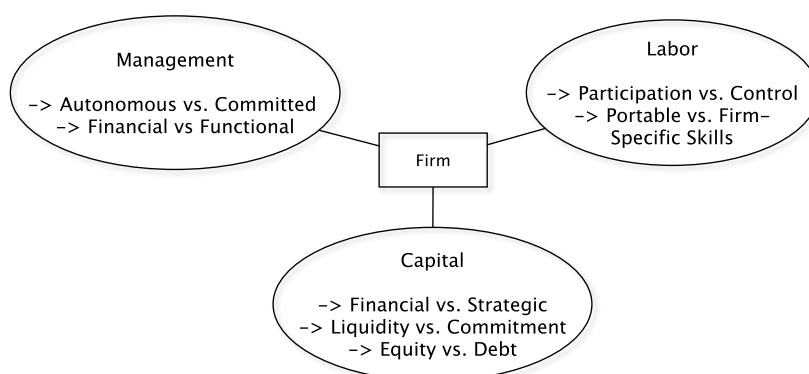 Management
-> Autonomous vs. Committed
-> Financial vs Functional
Labor
-> Participation vs. Control
-> Portable vs. Firm-
Specific Skills
Firm
Capital
-> Financial vs. Strategic
-> Liquidity vs. Commitment
-> Equity vs. Debt